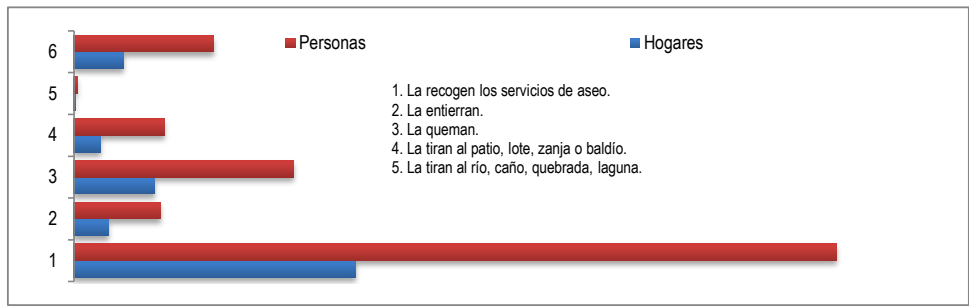 Personas
Hogares
6
5
4
3
2
1
1. La recogen los servicios de aseo.
2. La entierran.
3. La queman.
4. La tiran al patio, lote, zanja o baldío.
5. La tiran al río, caño, quebrada, laguna.